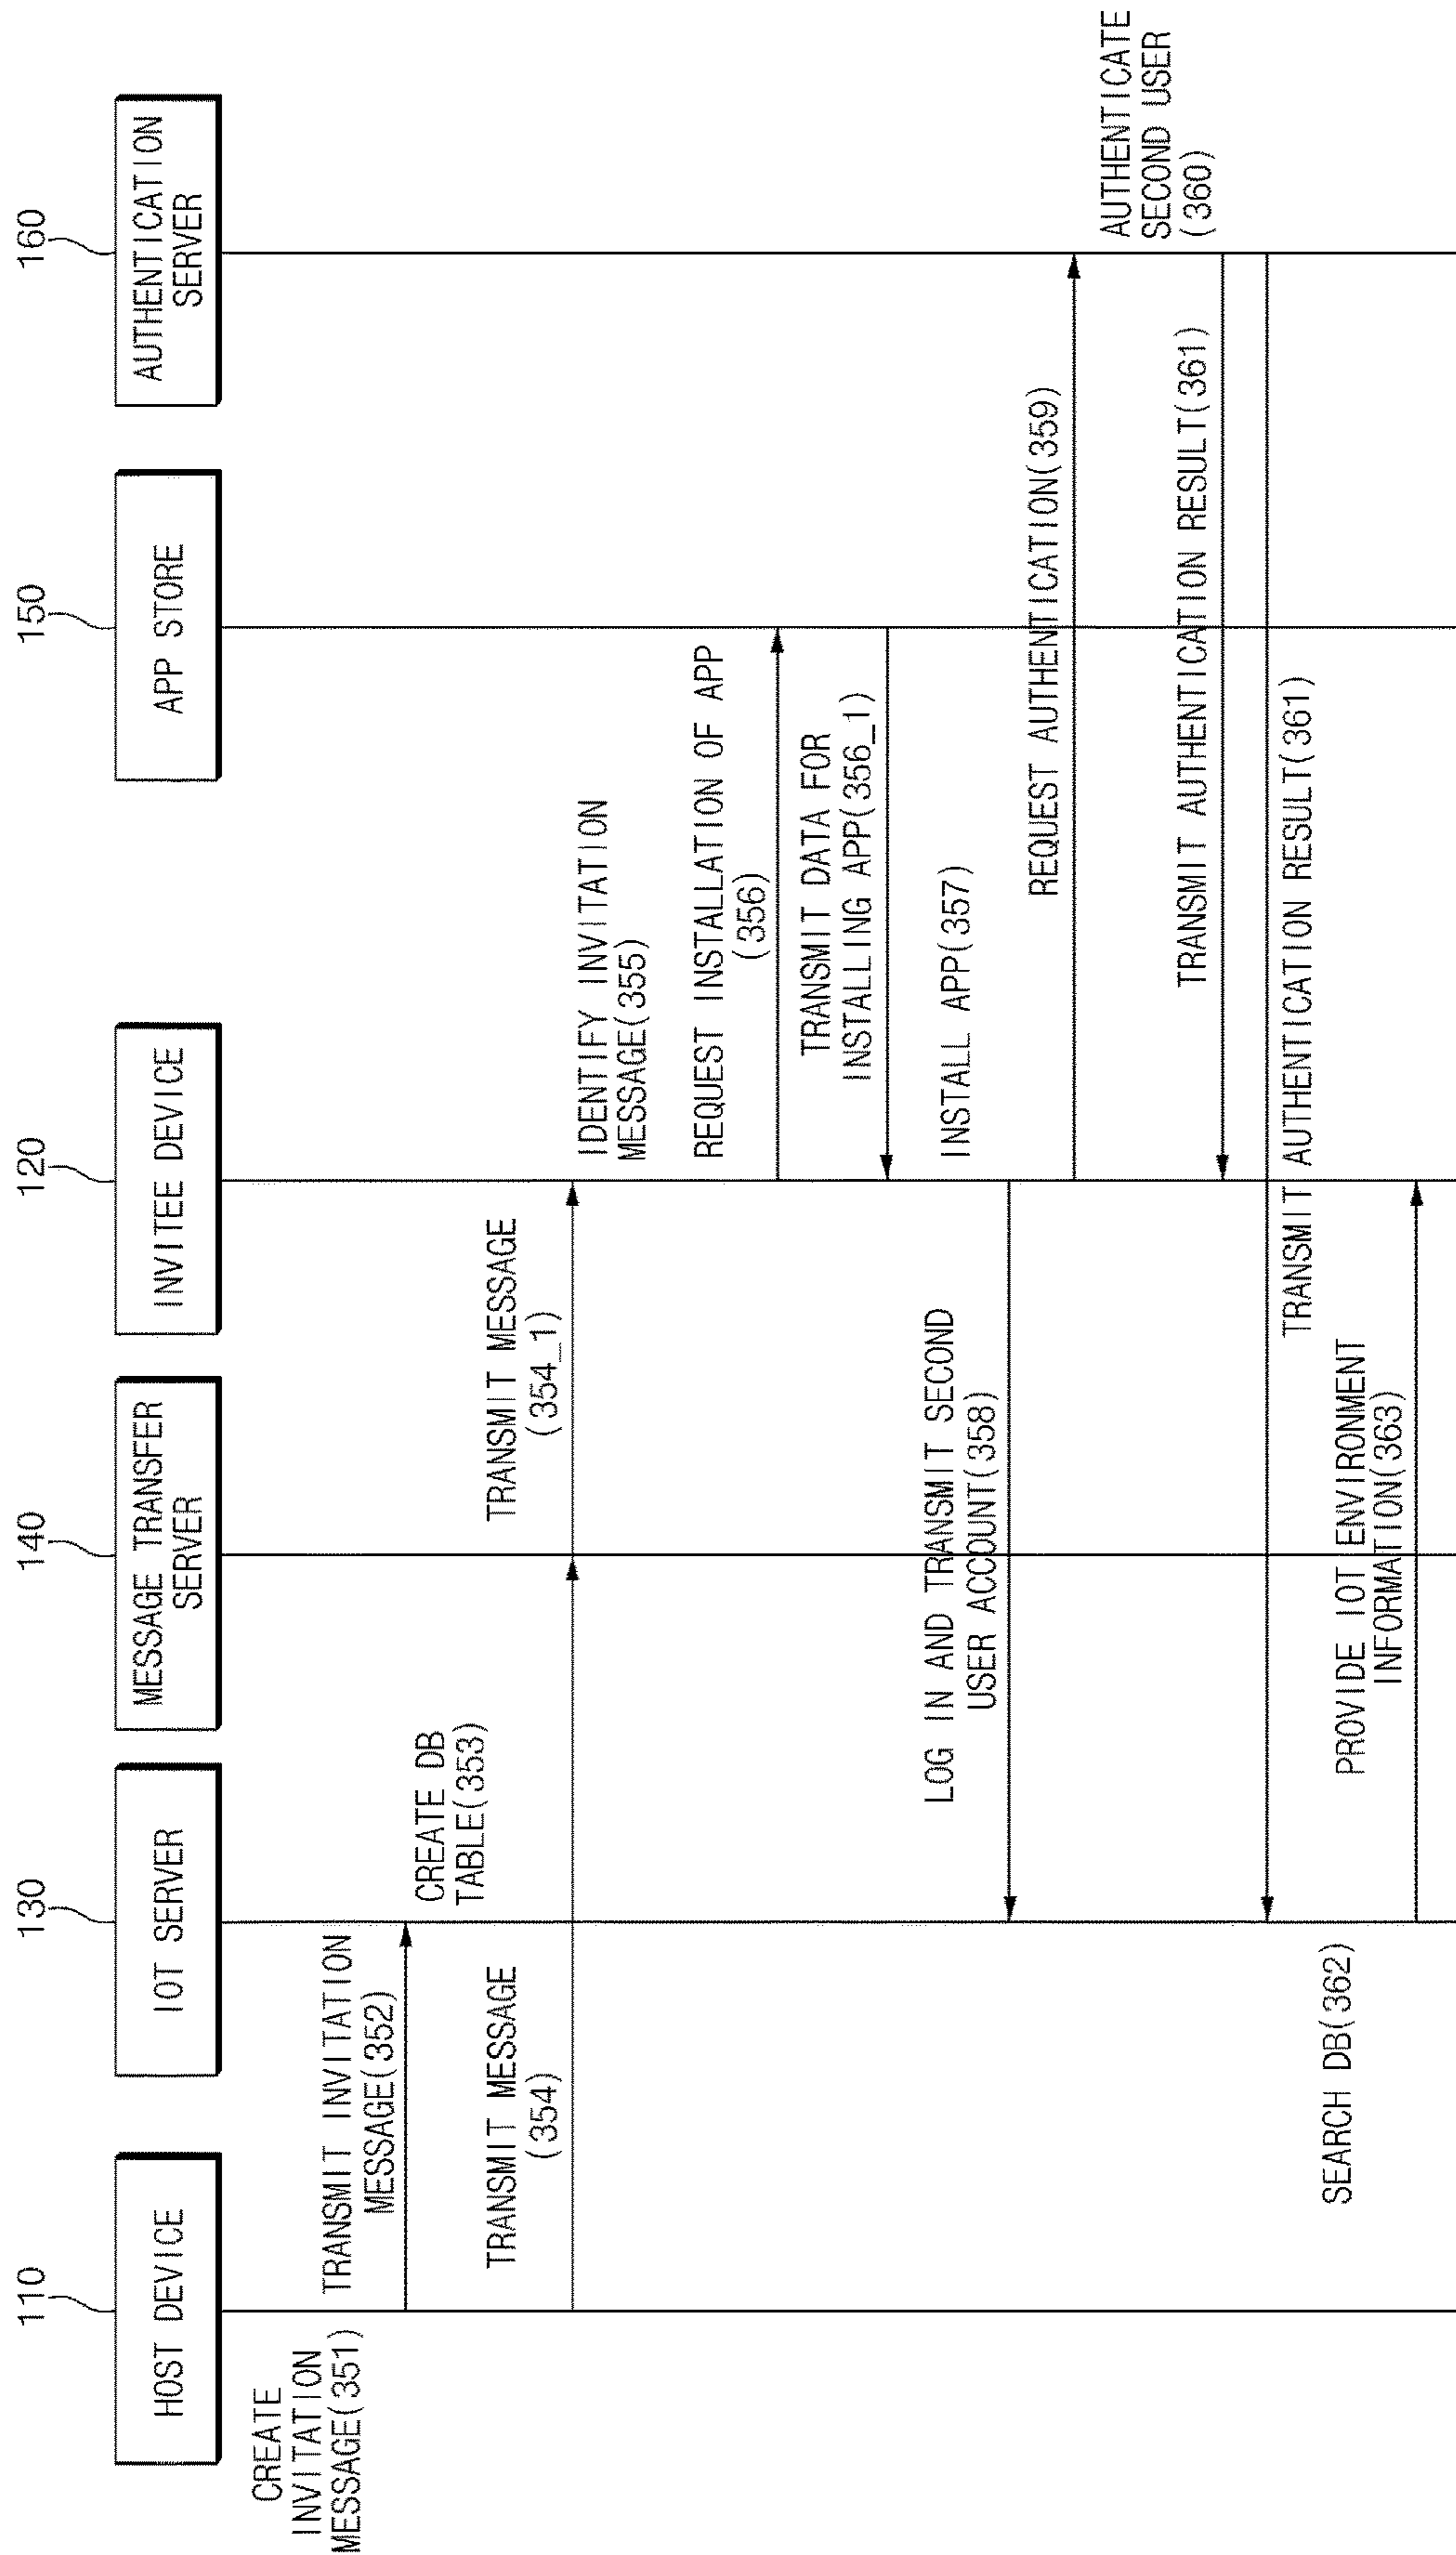 110
130
140
120
150
160
HOST DEVICE
IOT SERVER
MESSAGE TRANSFER
SERVER
INVITEE DEVICE
APP STORE
AUTHENTICATION
SERVER
CREATE
INVITATION
MESSAGE(351)
TRANSMIT INVITATION
MESSAGE(352)
CREATE DB
TABLE(353)
TRANSMIT MESSAGE
(354)
TRANSMIT MESSAGE
(354_1)
IDENTIFY INVITATION
MESSAGE(355)
REQUEST INSTALLATION OF APP
(356)
TRANSMIT DATA FOR
INSTALLING APP(356_1)
INSTALL APP(357)
LOG IN AND TRANSMIT SECOND
USER ACCOUNT(358)
REQUEST AUTHENTICATION(359)
AUTHENTICATE
SECOND USER
(360)
TRANSMIT AUTHENTICATION RESULT(361)
TRANSMIT AUTHENTICATION RESULT(361)
SEARCH DB(362)
PROVIDE IOT ENVIRONMENT
INFORMATION(363)